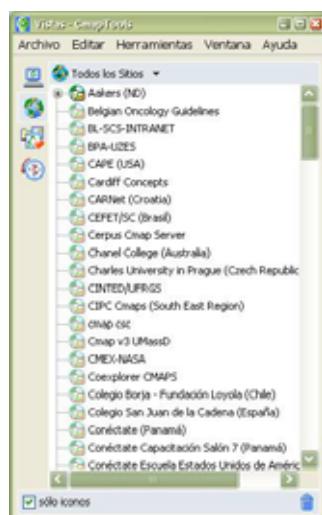 Vistas - CmapTools
Archivo Editar Herramientas Ventana Ayuda
Todos los Sitios
Aakers (ND)
Belgian Oncology Guidelines
BL-SCS-INTRANET
BPA-UZES
CAPE (USA)
Cardiff Concepts
CARNet (Croatia)
CEFET/SC (Brasil)
Cerpus Cmap Server
Chanel College (Australia)
Charles University in Prague (Czech Republic
CINTED/UFRGS
CIPC Cmaps (South East Region)
cmap csc
Cmap v3 UMassD
CMEX-NASA
Coexplorer CMAPS
Colegio Borja - Fundación Loyola (Chile)
Colegio San Juan de la Cadena (España)
Conéctate (Panamá)
Conéctate Capacitación Salón 7 (Panamá)
Conéctate Escuela Estados Unidos de Améric
sólo iconos